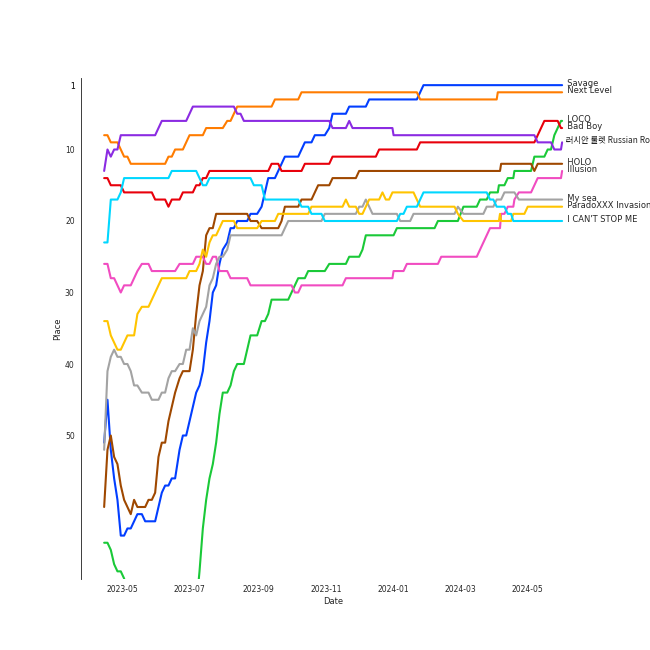 1
10
20
30
40
50
Place
Savage
Next Level
LOCO
Bad Boy
러시안 룰렛 Russian Ro
HOLO
Illusion
My sea
ParadoXXX Invasion
I CAN'T STOP ME
2023-05
2023-07
2023-09
2023-11
2024-01
2024-03
2024-05
Date